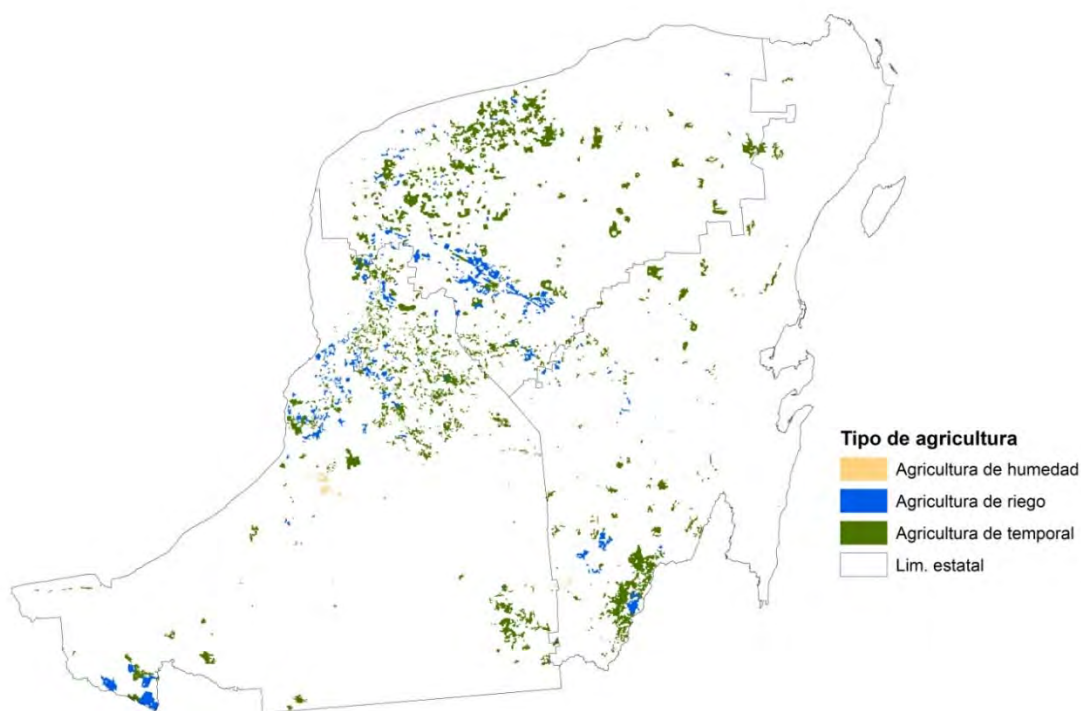 Tipo de agricultura
Agricultura de humedad
Agricultura de riego
Agricultura de temporal
Lim. estatal